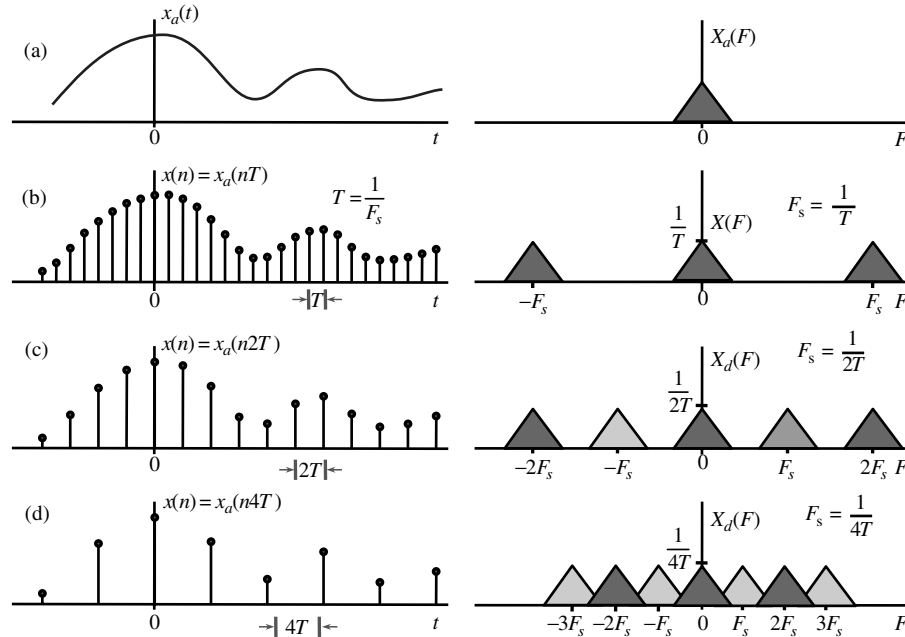 (a)
x_a(t)
0
t
X_a(F)
0
F
(b)
x(n) = x_a(nT)
T = 1/F_s
0
T
t
1/T
X(F)
F_s = 1/T
−F_s
0
F_s
F
(c)
x(n) = x_a(n2T)
0
2T
t
1/2T
X_d(F)
F_s = 1/2T
−2F_s
−F_s
0
F_s
2F_s
F
(d)
x(n) = x_a(n4T)
0
4T
t
1/4T
X_d(F)
F_s = 1/4T
−3F_s
−2F_s
−F_s
0
F_s
2F_s
3F_s
F